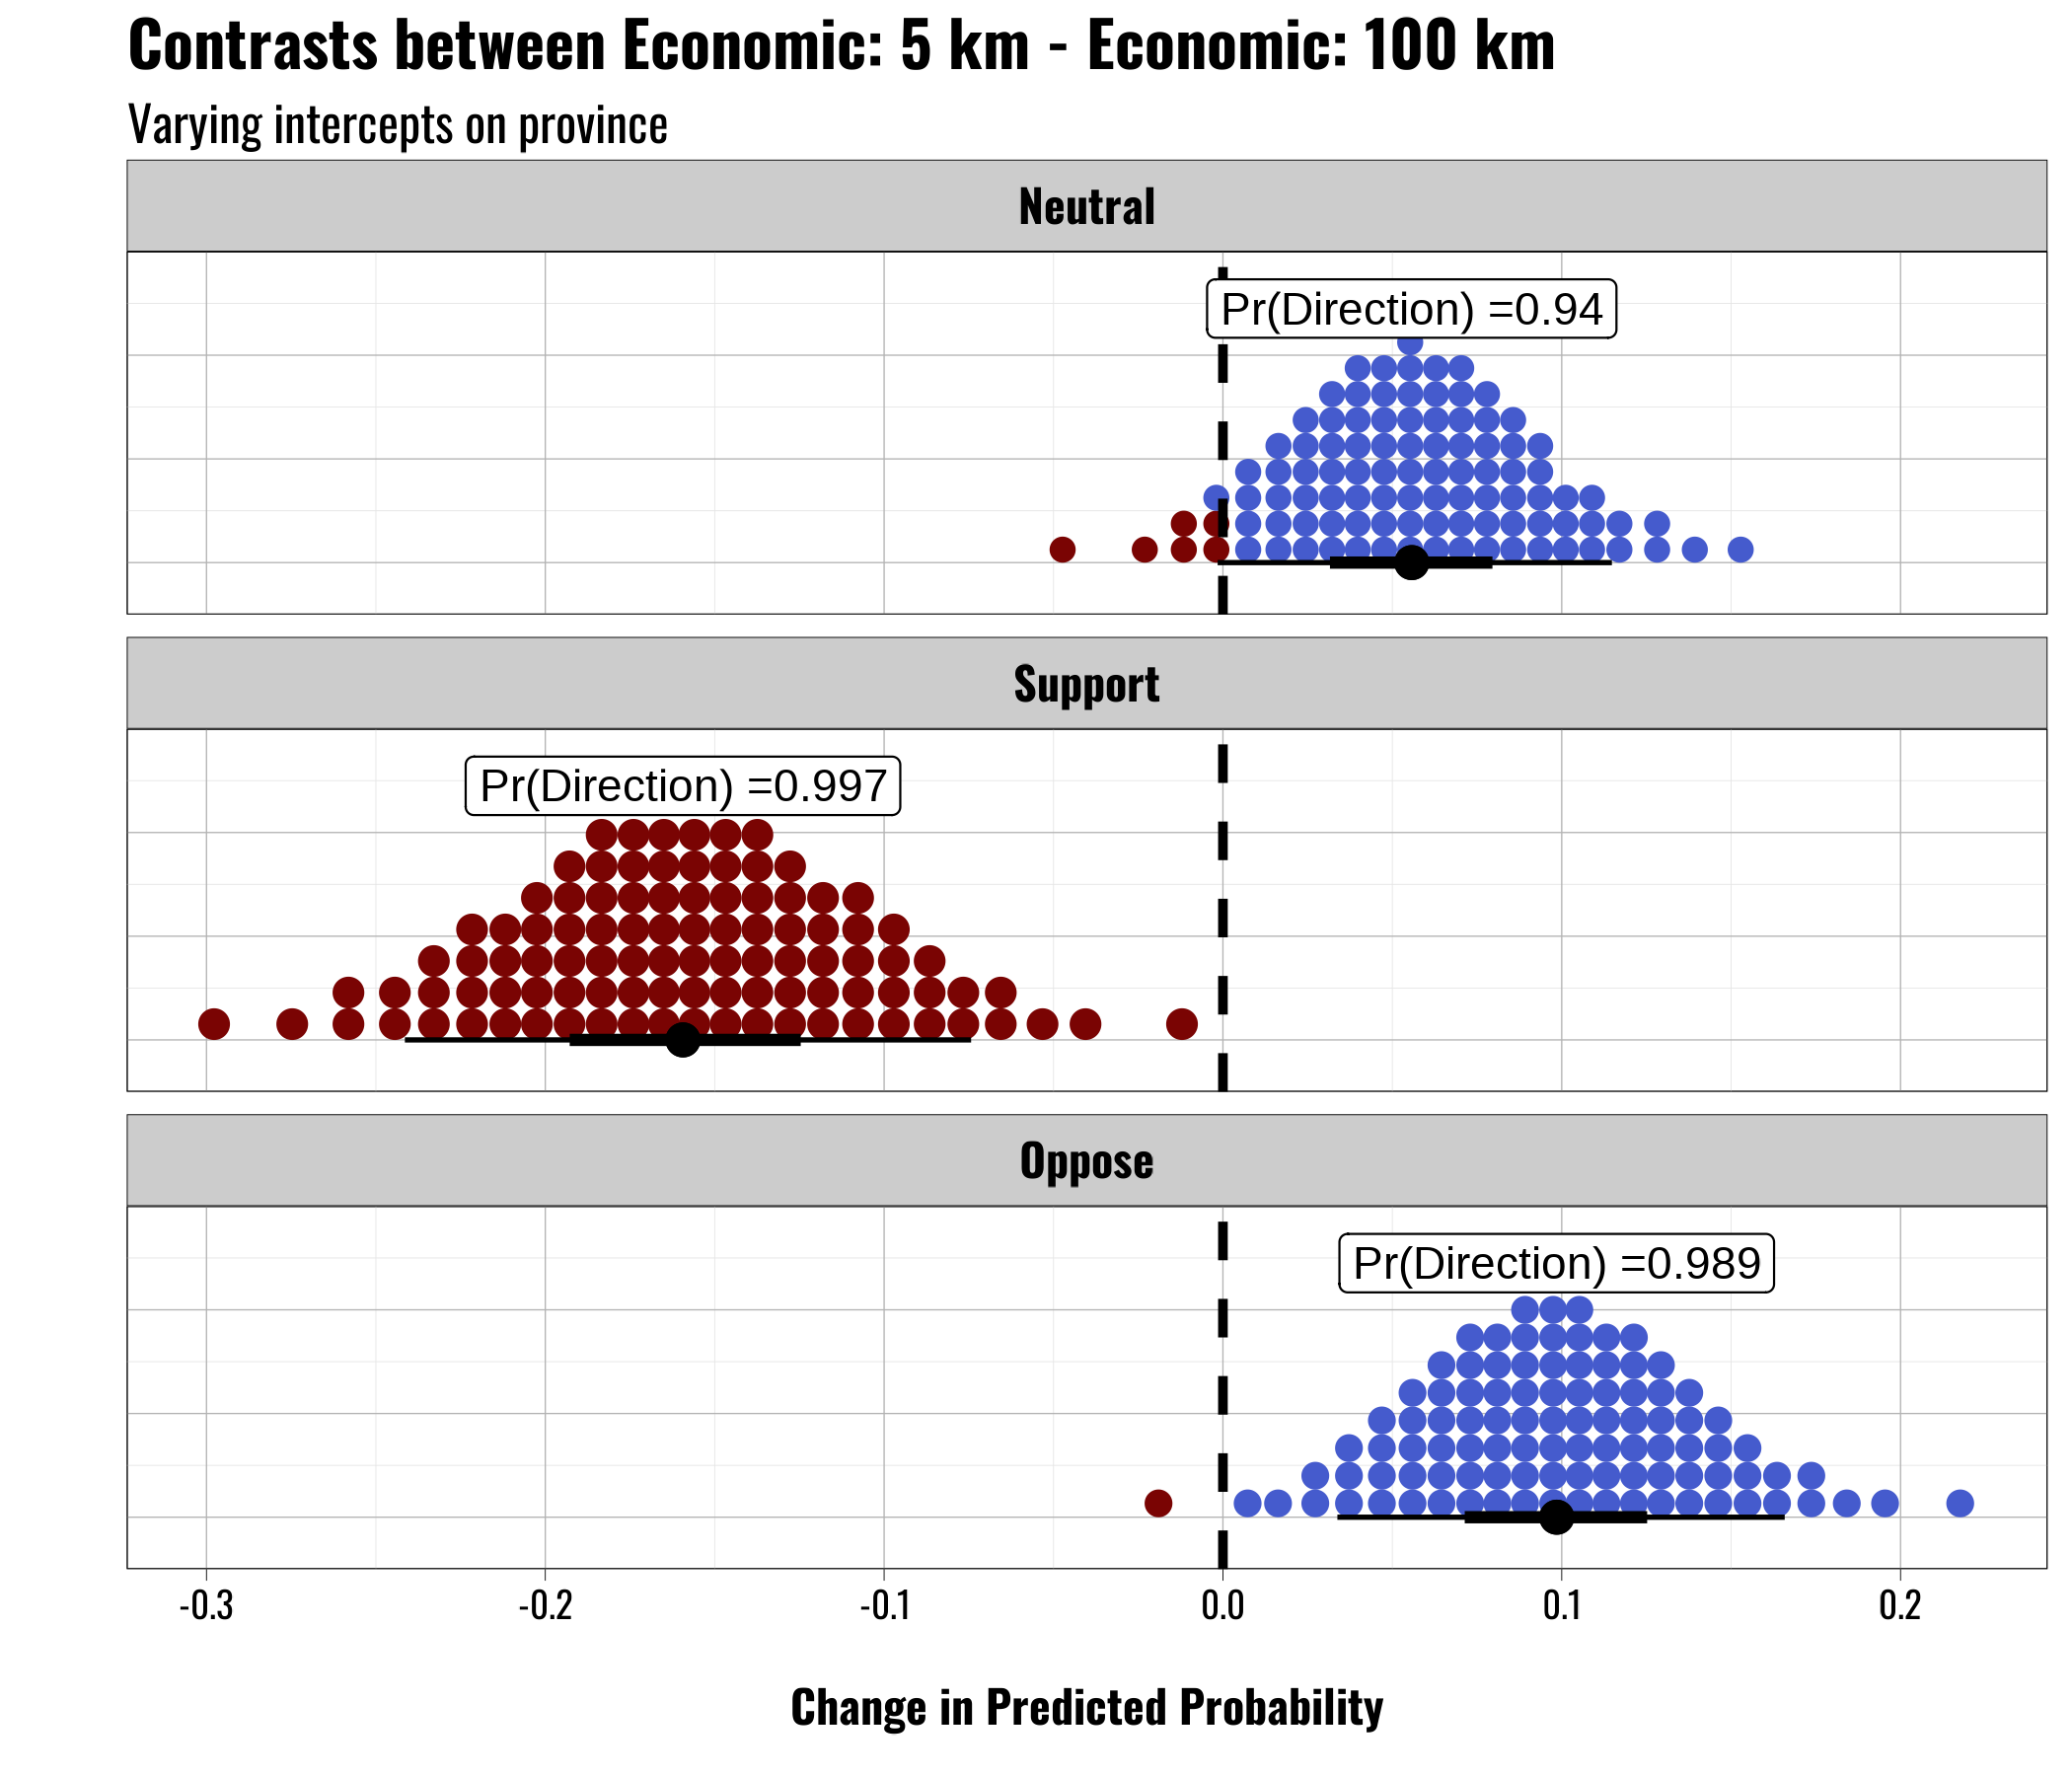 Contrasts between Economic: 5 km - Economic: 100 km
Varying intercepts on province
Neutral
Pr(Direction) =0.94
Support
Pr(Direction) =0.997
Oppose
Pr(Direction) =0.989
-0.3 -0.2 -0.1 0.0 0.1 0.2
Change in Predicted Probability